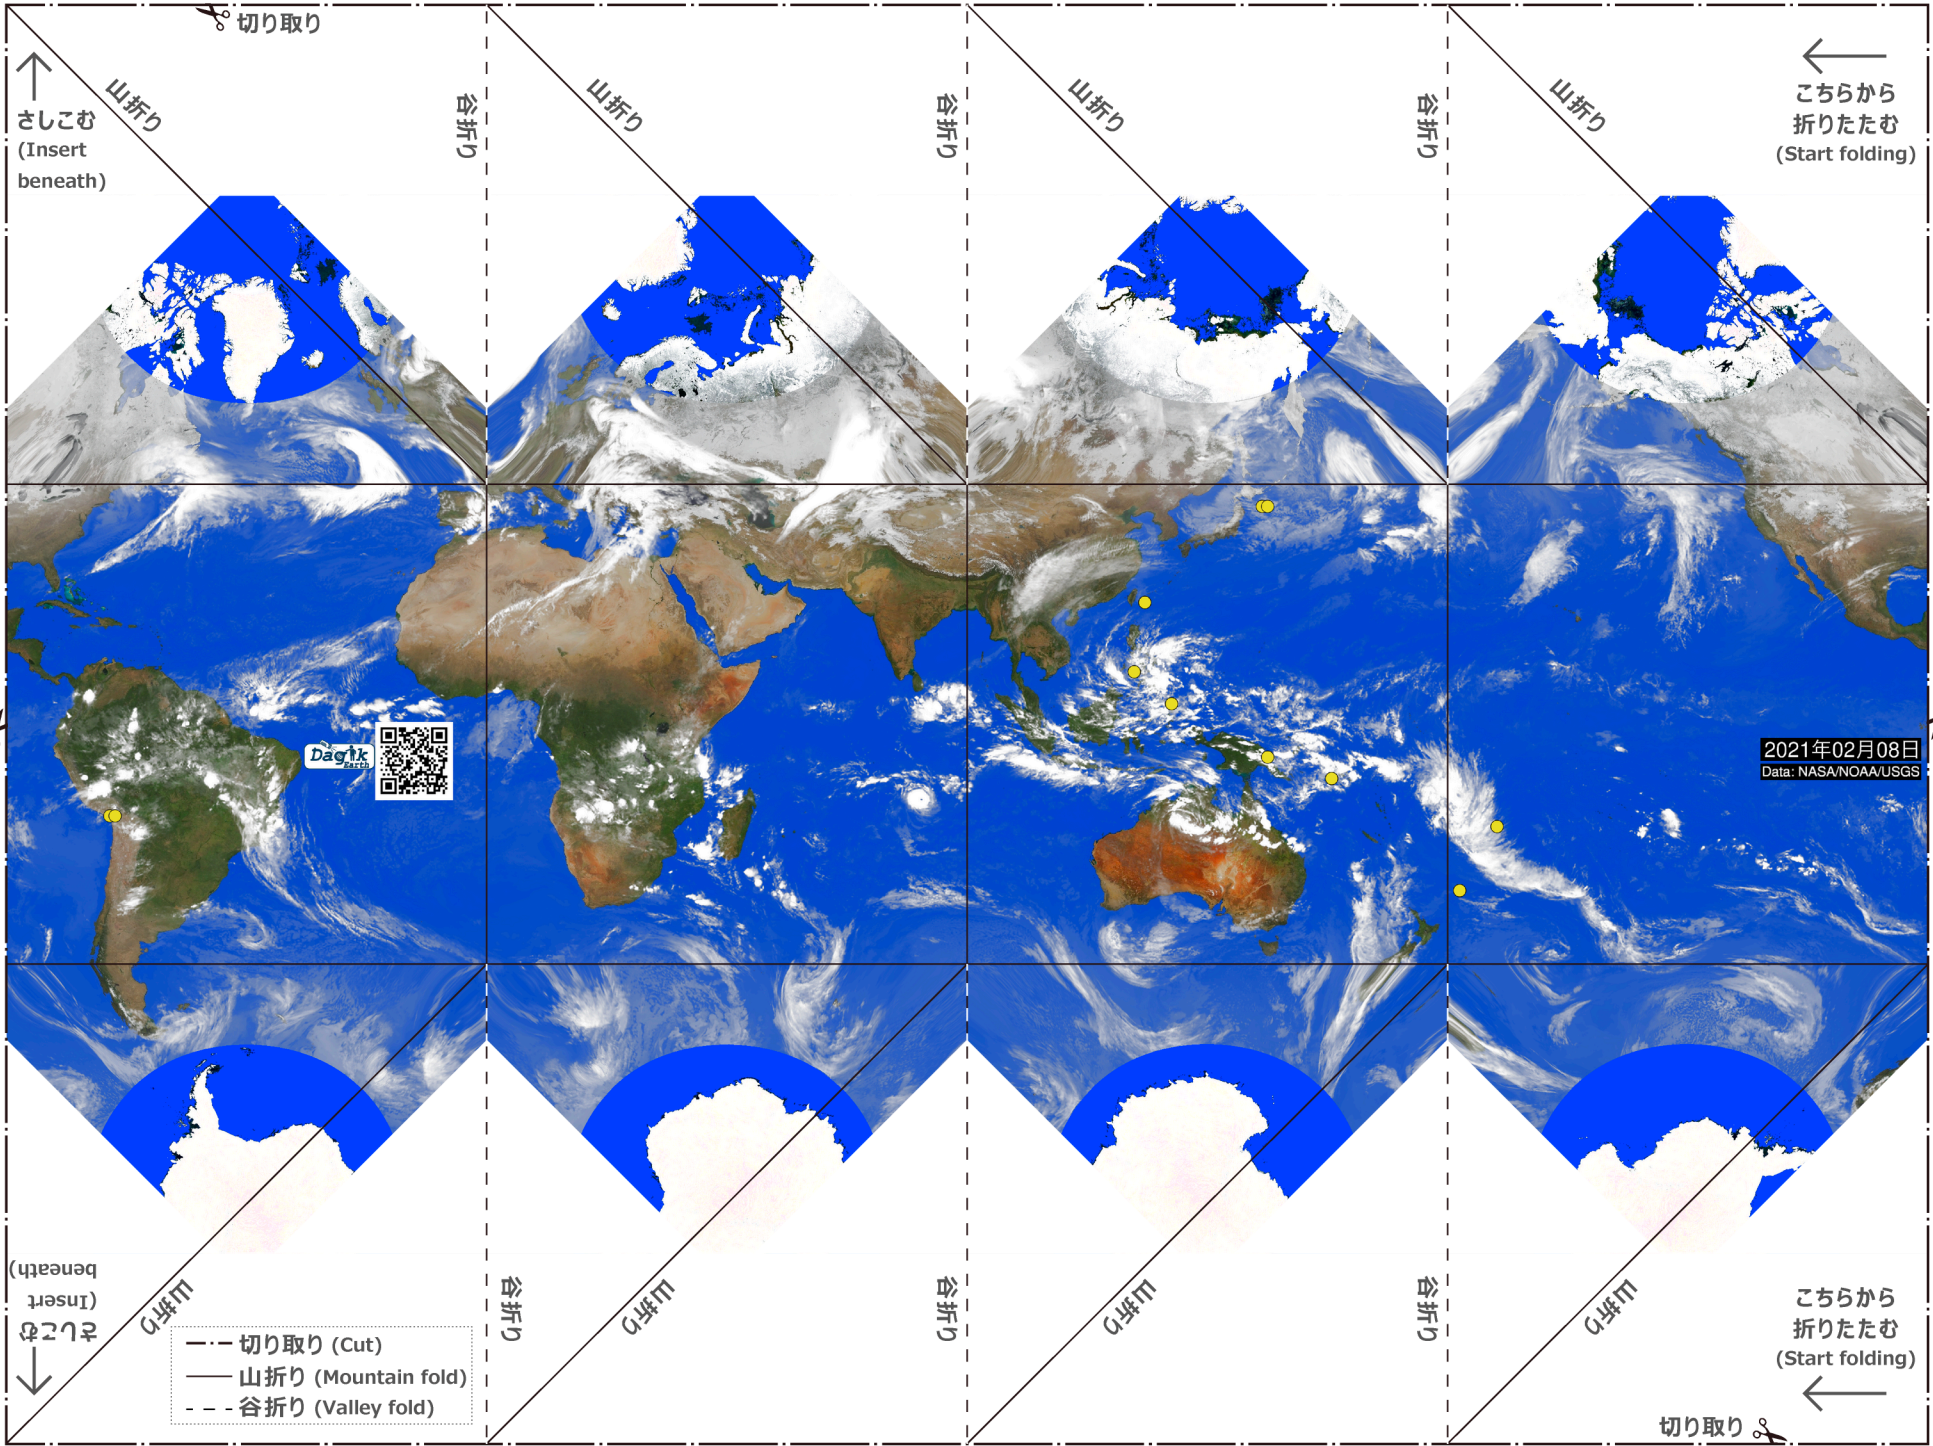 切り取り
さしこむ
(Insert
beneath)
山折り
谷折り
山折り
谷折り
山折り
谷折り
山折り
こちらから
折りたたむ
(Start folding)
Dagik
Earth
2021年02月08日
Data: NASA/NOAA/USGS
さしこむ
(Insert
beneath)
山折り
谷折り
山折り
谷折り
山折り
谷折り
山折り
こちらから
折りたたむ
(Start folding)
切り取り (Cut)
山折り (Mountain fold)
谷折り (Valley fold)
切り取り